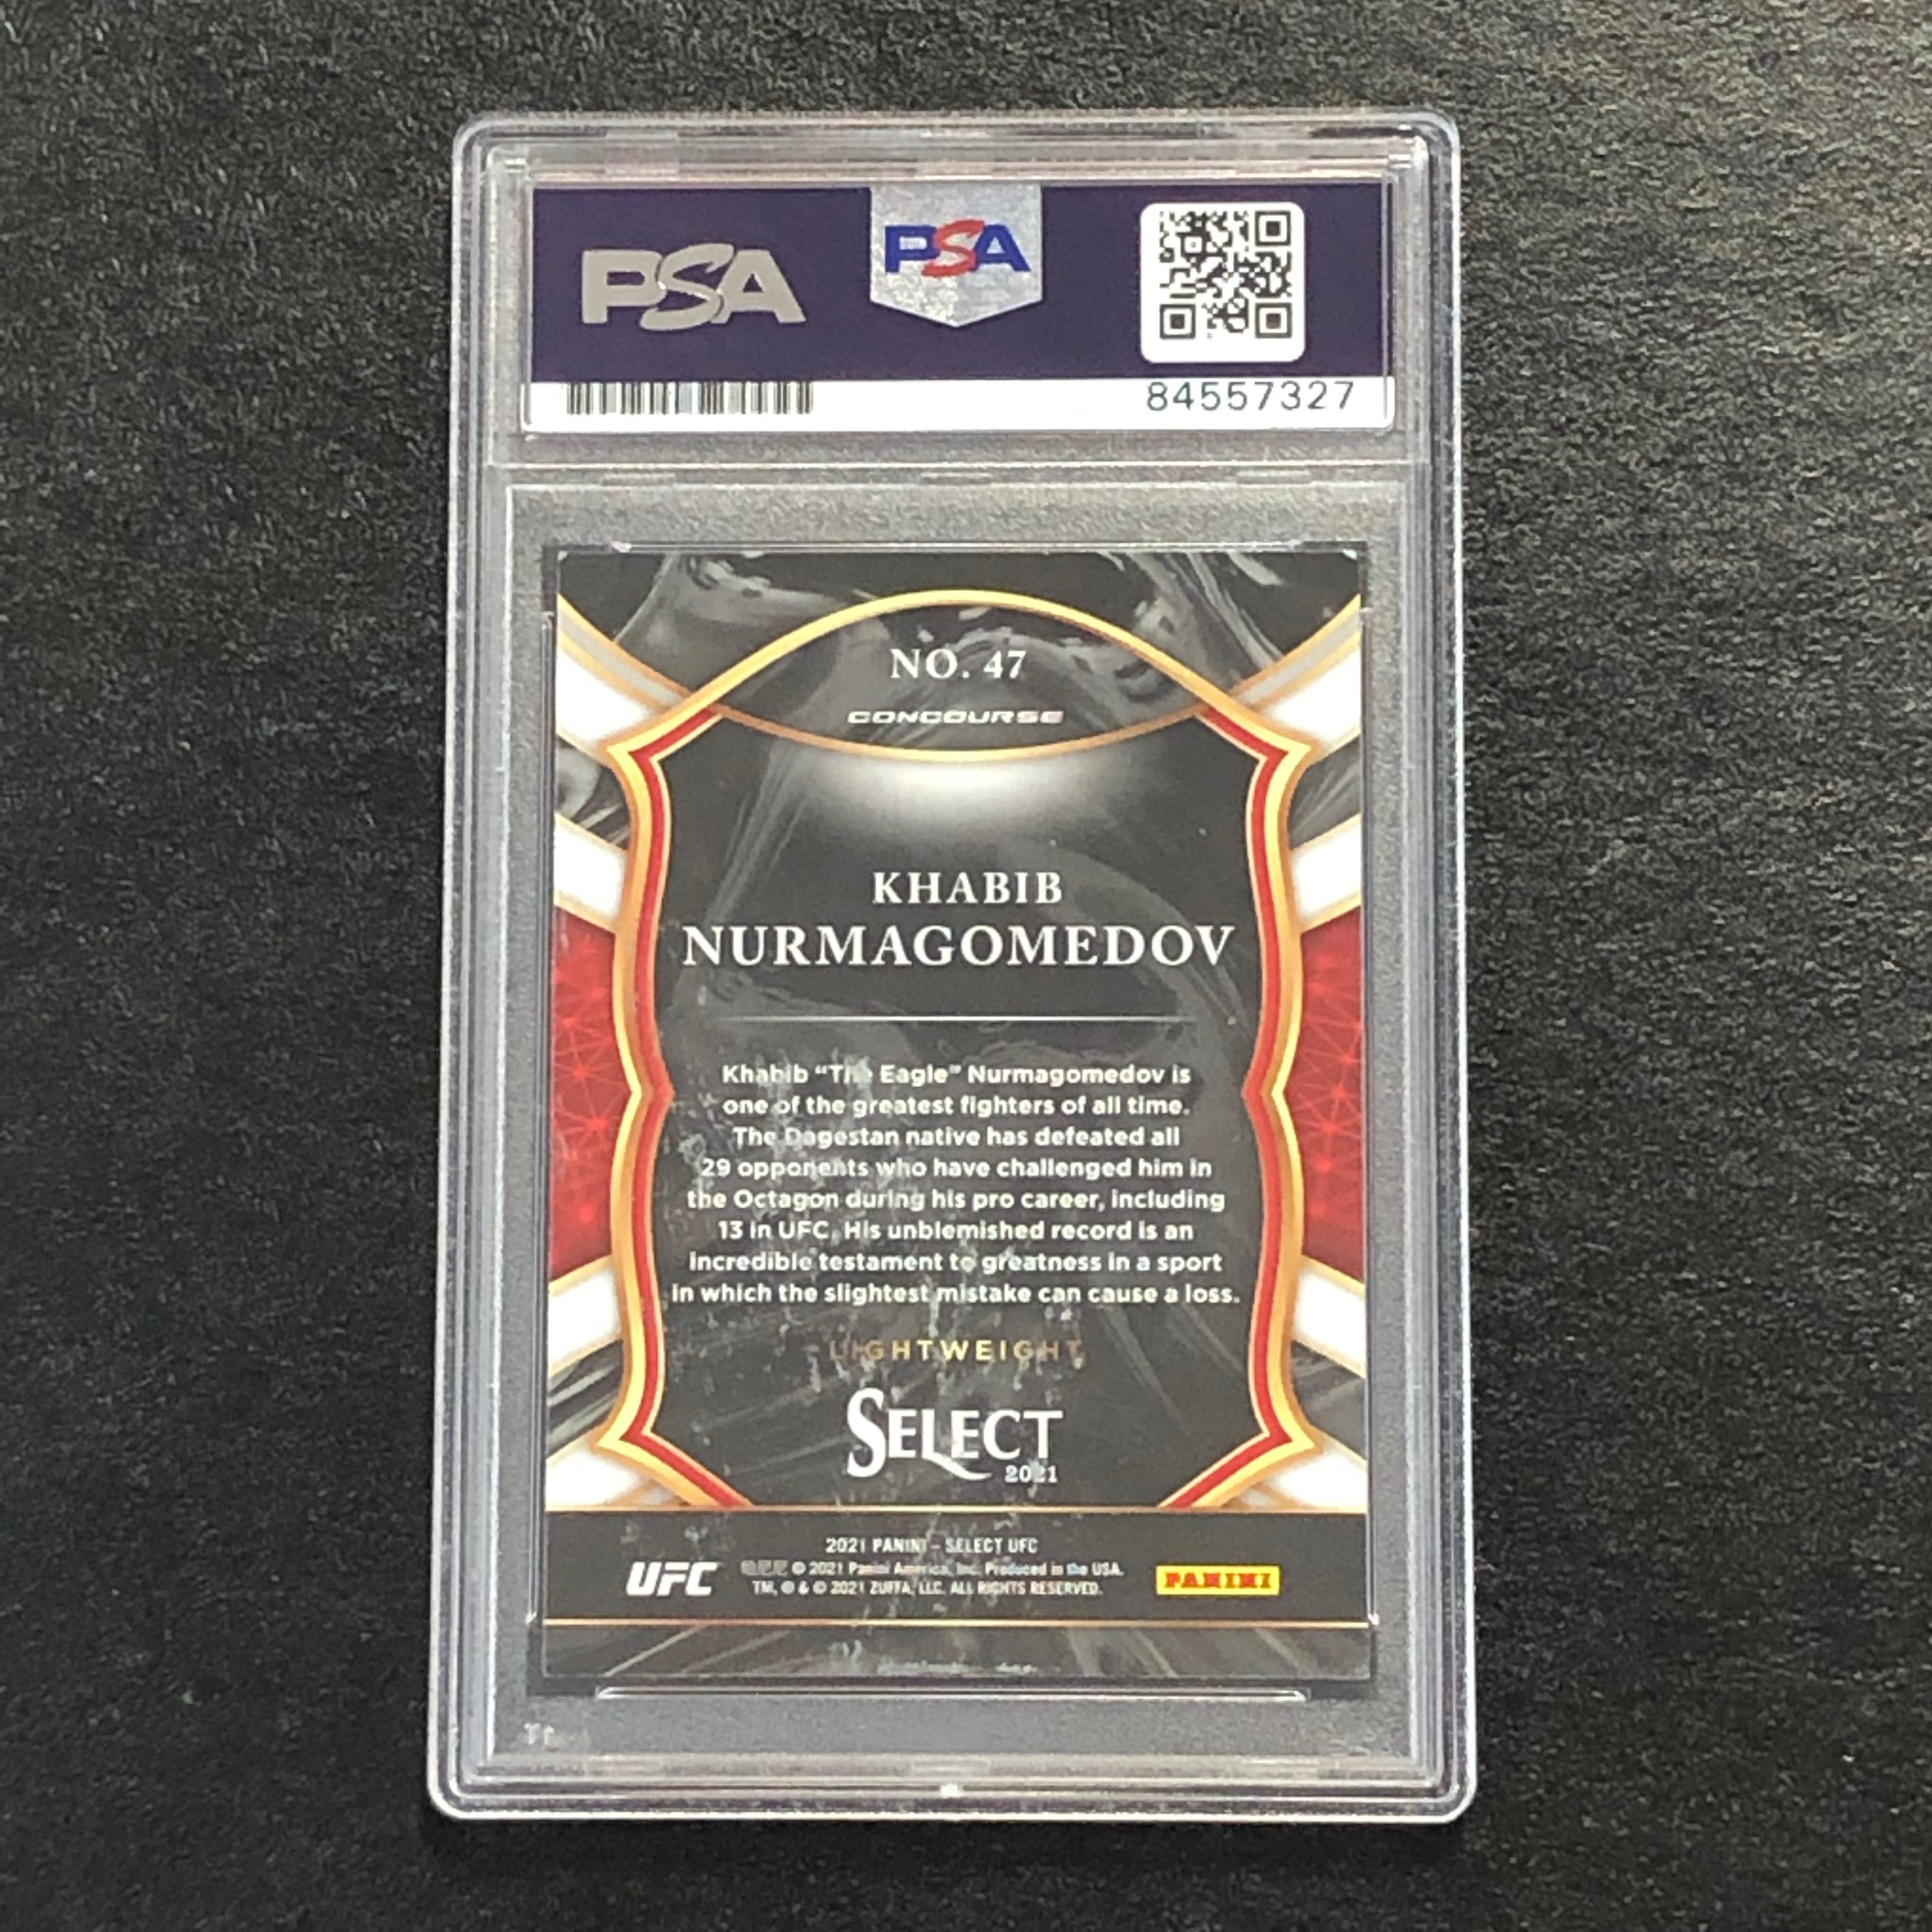 PSA
PSA
84557327
NO. 47
CONCOURSE
KHABIB
NURMAGOMEDOV
Khabib “The Eagle” Nurmagomedov is
one of the greatest fighters of all time.
The Dagestan native has defeated all
29 opponents who have challenged him in
the Octagon during his pro career, including
13 in UFC. His unblemished record is an
incredible testament to greatness in a sport
in which the slightest mistake can cause a loss.
LIGHTWEIGHT
SELECT
2021
2021 PANINI – SELECT UFC
UFC
© 2021 Panini America, Inc. Produced in the USA.
TM, ® & © 2021 ZUFFA, LLC. ALL RIGHTS RESERVED.
PANINI